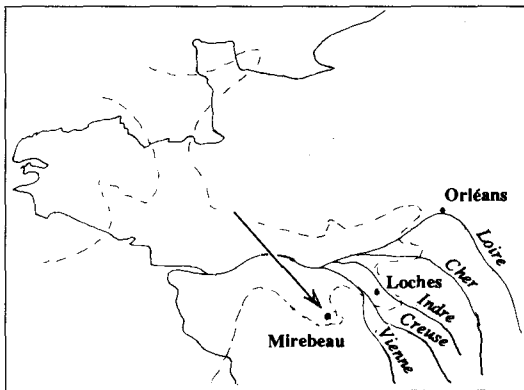 Orléans
Loire
Cher
Loches
Indre
Creuse
Mirebeau
Vienne